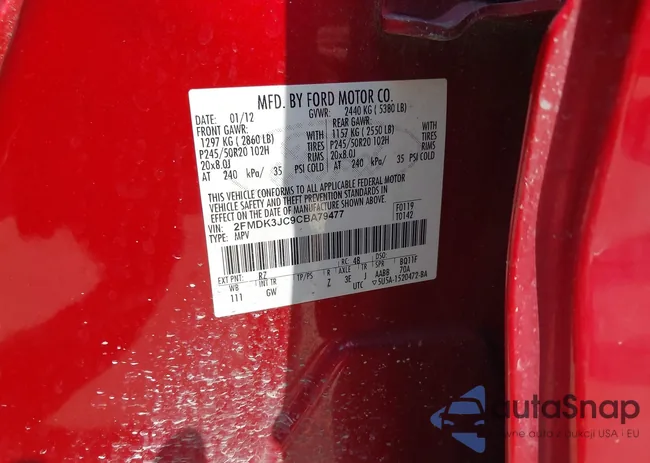 MFD. BY FORD MOTOR CO.
DATE: 01/12 GVWR: 2440 KG ( 5380 LB)
FRONT GAWR: REAR GAWR:
1297 KG ( 2860 LB) WITH 1157 KG ( 2550 LB) WITH
P245/50R20 102H TIRES P245/50R20 102H TIRES
20x8.0J RIMS 20x8.0J RIMS
AT 240 kPa/ 35 PSI COLD AT 240 kPa/ 35 PSI COLD
THIS VEHICLE CONFORMS TO ALL APPLICABLE FEDERAL MOTOR
VEHICLE SAFETY AND THEFT PREVENTION STANDARDS IN
EFFECT ON THE DATE OF MANUFACTURE SHOWN ABOVE.
VIN: 2FMDK3JC9CBA79477 F0119
TYPE: MPV T0142
EXT PNT: RZ RC: 48 DSO:
WB INT TR TP/PS R AXLE TR SPR BQ11F
111 GW Z 3E J AABB 70A
UTC ▽5U5A-1520472-BA
autaSnap
aukcji USA i EU